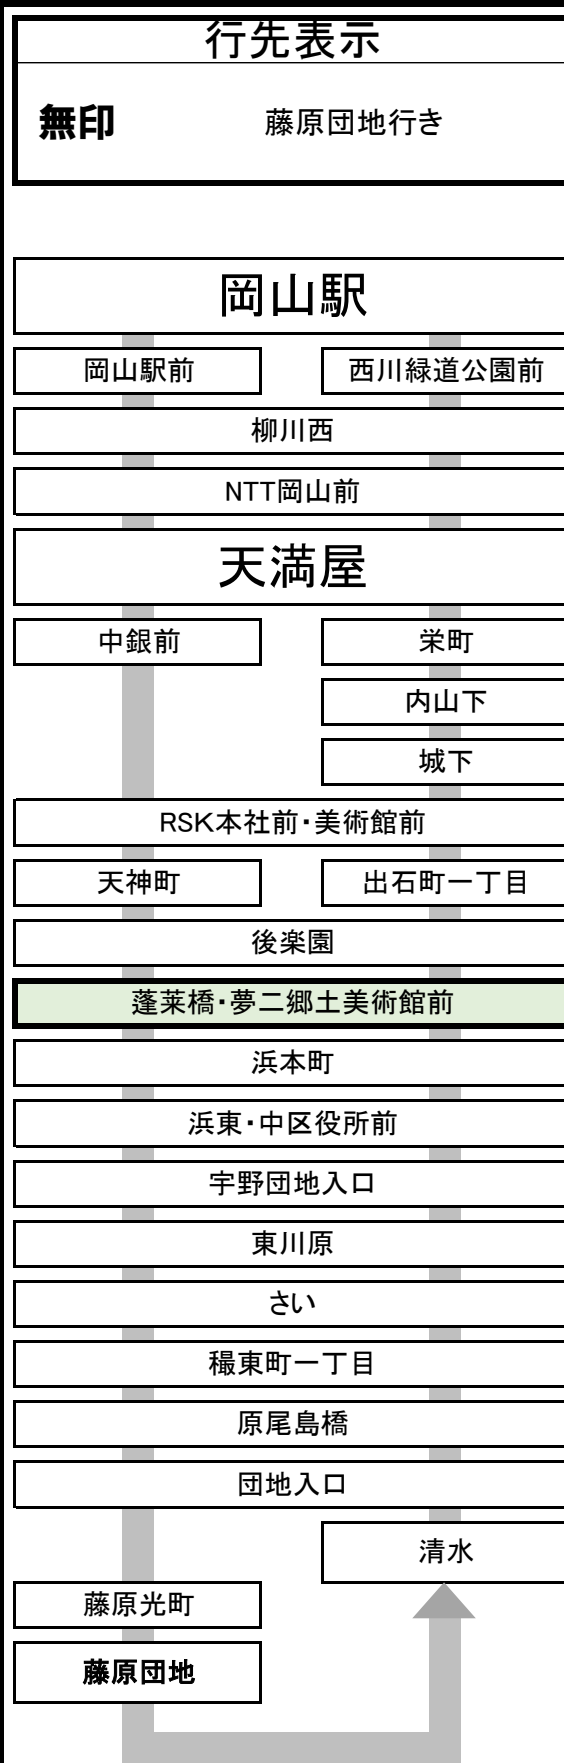 行先表示
無印 藤原団地行き
岡山駅
岡山駅前 西川緑道公園前
柳川西
NTT岡山前
天満屋
中銀前 栄町
内山下
城下
RSK本社前・美術館前
天神町 出石町一丁目
後楽園
蓬莱橋・夢二郷土美術館前
浜本町
浜東・中区役所前
宇野団地入口
東川原
さい
穝東町一丁目
原尾島橋
団地入口
清水
藤原光町
藤原団地